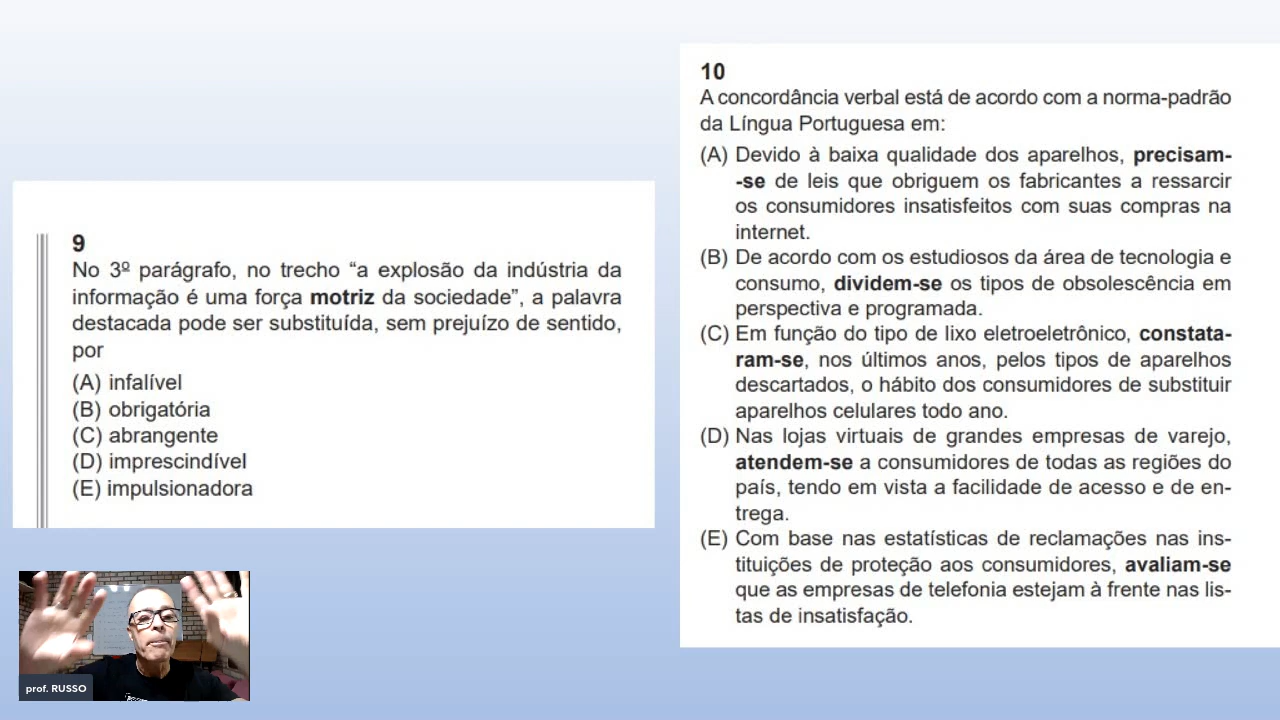 9
No 3º parágrafo, no trecho “a explosão da indústria da
informação é uma força motriz da sociedade”, a palavra
destacada pode ser substituída, sem prejuízo de sentido,
por
(A) infalível
(B) obrigatória
(C) abrangente
(D) imprescindível
(E) impulsionadora
10
A concordância verbal está de acordo com a norma-padrão
da Língua Portuguesa em:
(A) Devido à baixa qualidade dos aparelhos, precisam-
-se de leis que obriguem os fabricantes a ressarcir
os consumidores insatisfeitos com suas compras na
internet.
(B) De acordo com os estudiosos da área de tecnologia e
consumo, dividem-se os tipos de obsolescência em
perspectiva e programada.
(C) Em função do tipo de lixo eletroeletrônico, constata-
ram-se, nos últimos anos, pelos tipos de aparelhos
descartados, o hábito dos consumidores de substituir
aparelhos celulares todo ano.
(D) Nas lojas virtuais de grandes empresas de varejo,
atendem-se a consumidores de todas as regiões do
país, tendo em vista a facilidade de acesso e de en-
trega.
(E) Com base nas estatísticas de reclamações nas ins-
tituições de proteção aos consumidores, avaliam-se
que as empresas de telefonia estejam à frente nas lis-
tas de insatisfação.
prof. RUSSO